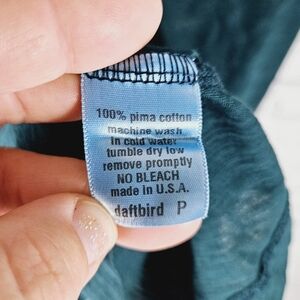 100% pima cotton
machine wash
in cold water
tumble dry low
remove promptly
NO BLEACH
made in U.S.A.
daftbird P